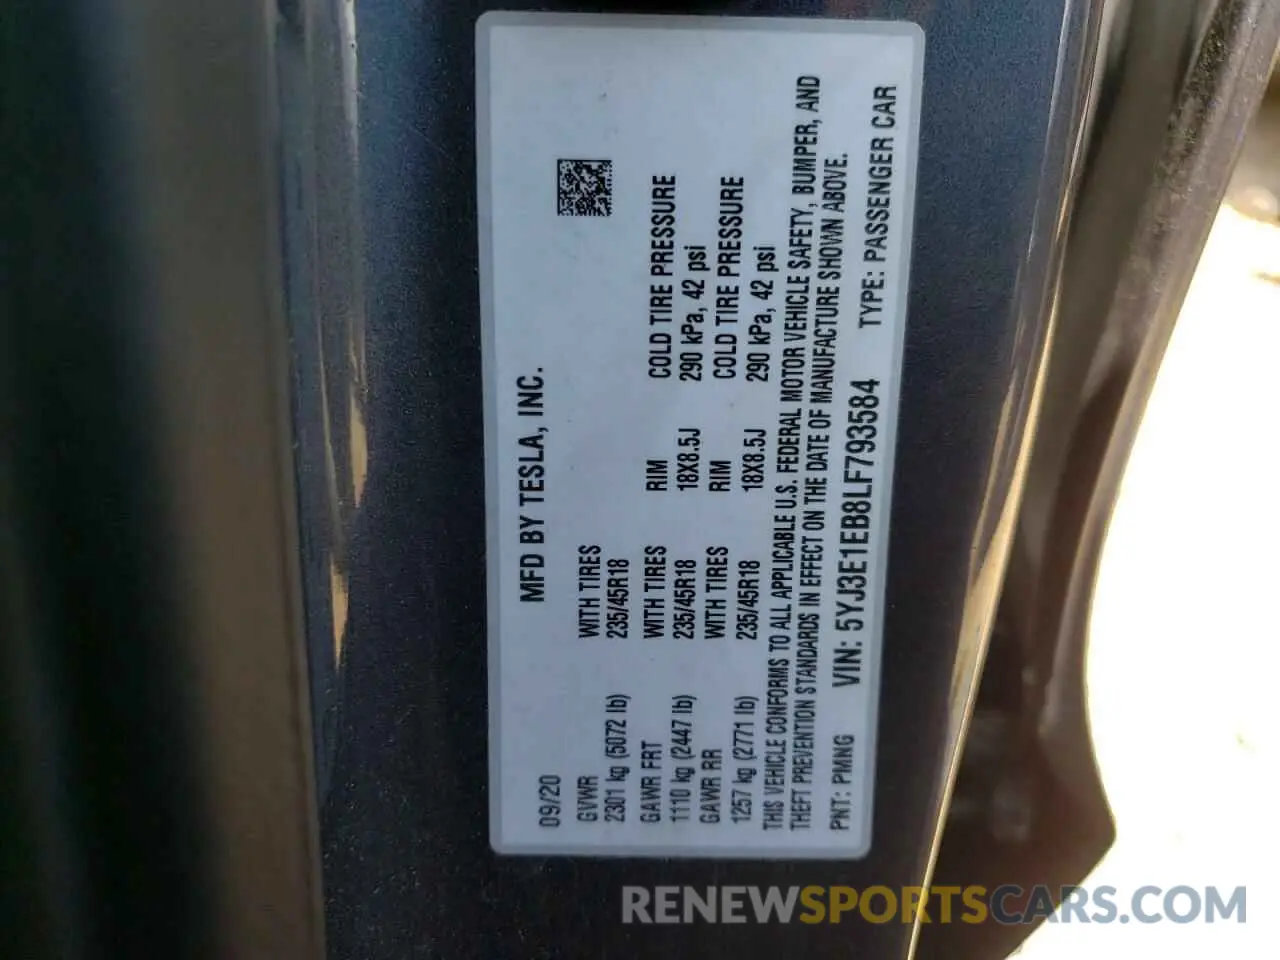 09/20 MFD BY TESLA, INC.
GVWR WITH TIRES
2301 kg (5072 lb) 235/45R18
GAWR FRT WITH TIRES RIM COLD TIRE PRESSURE
1110 kg (2447 lb) 235/45R18 18X8.5J 290 kPa, 42 psi
GAWR RR WITH TIRES RIM COLD TIRE PRESSURE
1257 kg (2771 lb) 235/45R18 18X8.5J 290 kPa, 42 psi
THIS VEHICLE CONFORMS TO ALL APPLICABLE U.S. FEDERAL MOTOR VEHICLE SAFETY, BUMPER, AND
THEFT PREVENTION STANDARDS IN EFFECT ON THE DATE OF MANUFACTURE SHOWN ABOVE.
PNT: PMNG VIN: 5YJ3E1EB8LF793584 TYPE: PASSENGER CAR
RENEWSPORTSCARS.COM